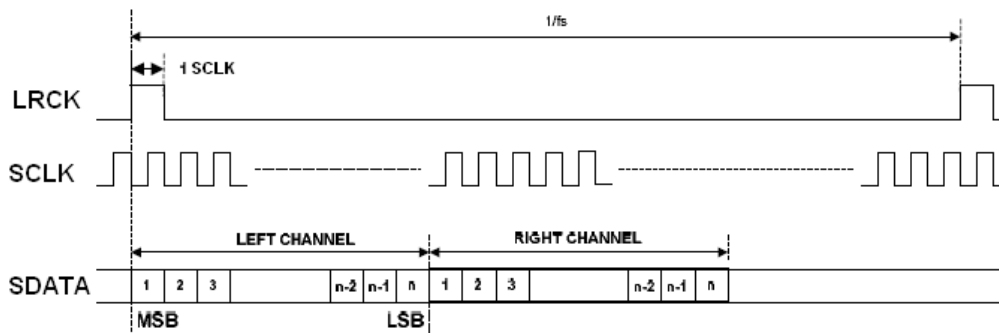 1/fs
1 SCLK
LRCK
SCLK
LEFT CHANNEL RIGHT CHANNEL
SDATA 1 2 3 n-2 n-1 n 1 2 3 n-2 n-1 n
MSB LSB